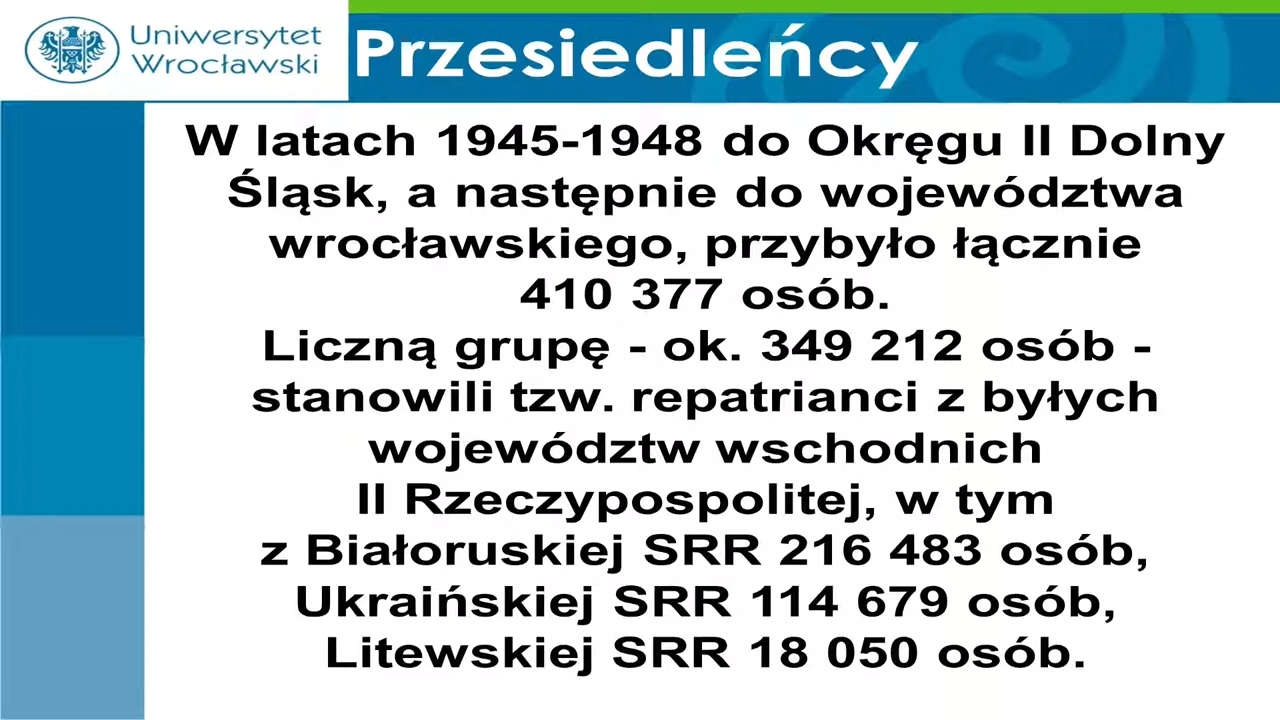 Uniwersytet
Wrocławski
Przesiedleńcy
W latach 1945-1948 do Okręgu II Dolny
Śląsk, a następnie do województwa
wrocławskiego, przybyło łącznie
410 377 osób.
Liczną grupę - ok. 349 212 osób -
stanowili tzw. repatrianci z byłych
województw wschodnich
II Rzeczypospolitej, w tym
z Białoruskiej SRR 216 483 osób,
Ukraińskiej SRR 114 679 osób,
Litewskiej SRR 18 050 osób.